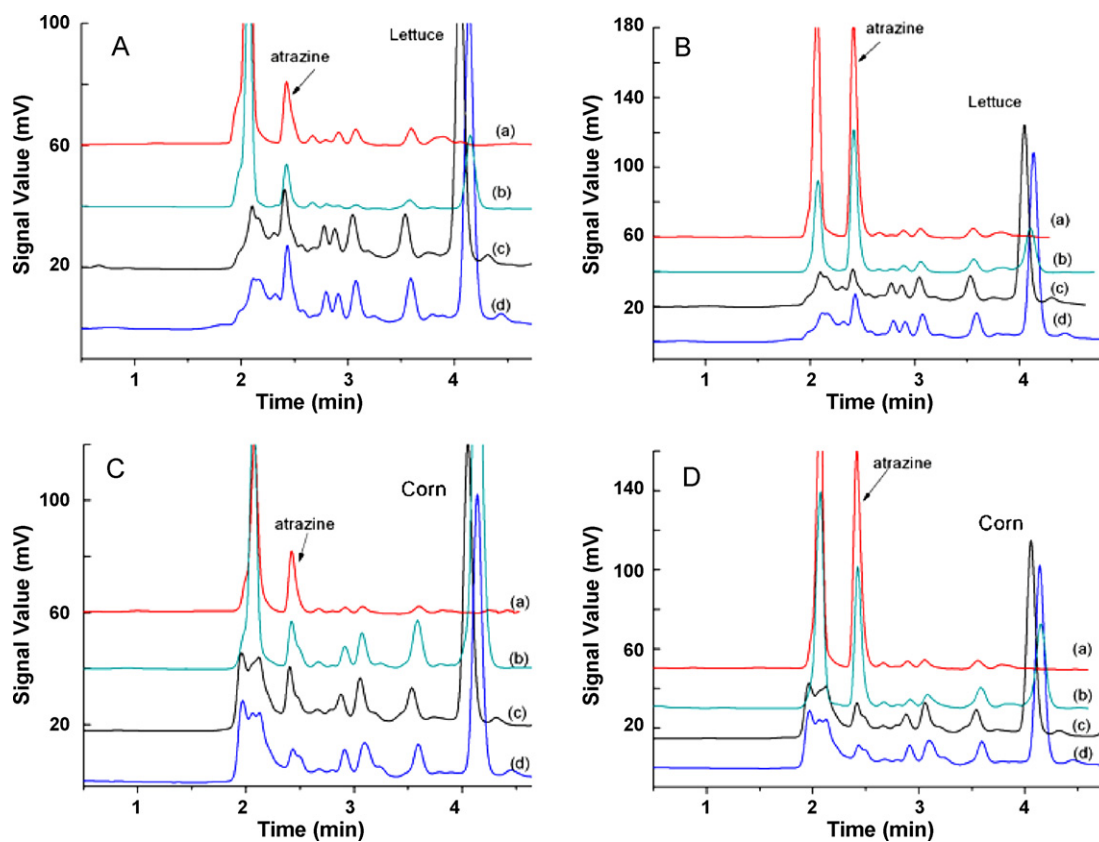 A
Lettuce
atrazine
100
60
20
Signal Value (mV)
(a)
(b)
(c)
(d)
1 2 3 4
Time (min)
B
atrazine
Lettuce
180
140
100
60
20
Signal Value (mV)
(a)
(b)
(c)
(d)
1 2 3 4
Time (min)
C
Corn
atrazine
100
60
20
Signal Value (mV)
(a)
(b)
(c)
(d)
1 2 3 4
Time (min)
D
atrazine
Corn
140
100
60
20
Signal Value (mV)
(a)
(b)
(c)
(d)
1 2 3 4
Time (min)